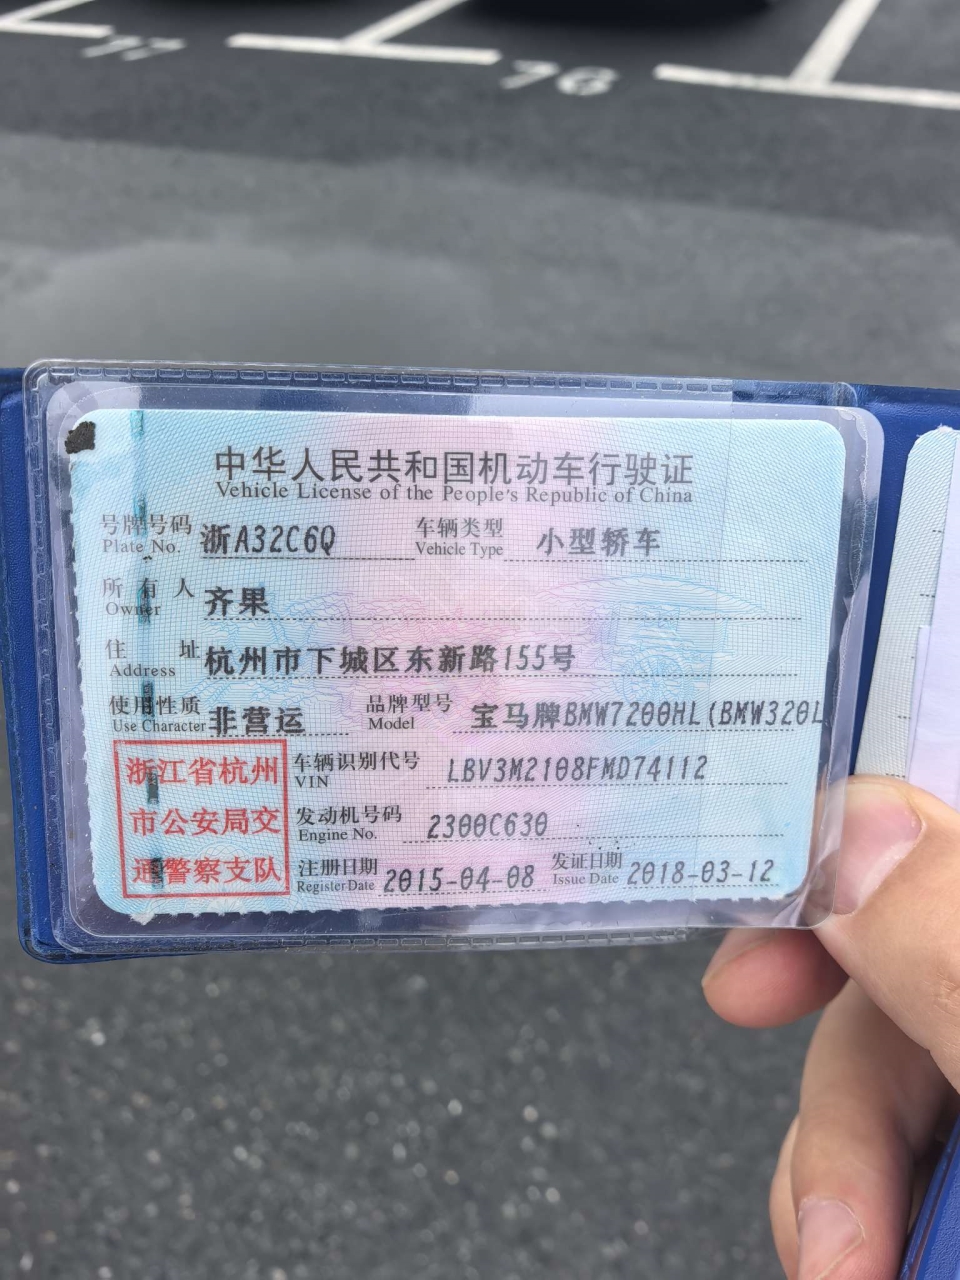 77 76
中华人民共和国机动车行驶证
Vehicle License of the People's Republic of China
号牌号码 Plate No. 浙A32C6Q 车辆类型 Vehicle Type 小型轿车
所有人 Owner 齐果
住址 Address 杭州市下城区东新路155号
使用性质 Use Character 非营运 品牌型号 Model 宝马牌BMW7200HL(BMW320L
浙江省杭州
市公安局交
通警察支队
车辆识别代号 VIN LBV3M2108FMD74112
发动机号码 Engine No. 2300C630
注册日期 Register Date 2015-04-08 发证日期 Issue Date 2018-03-12